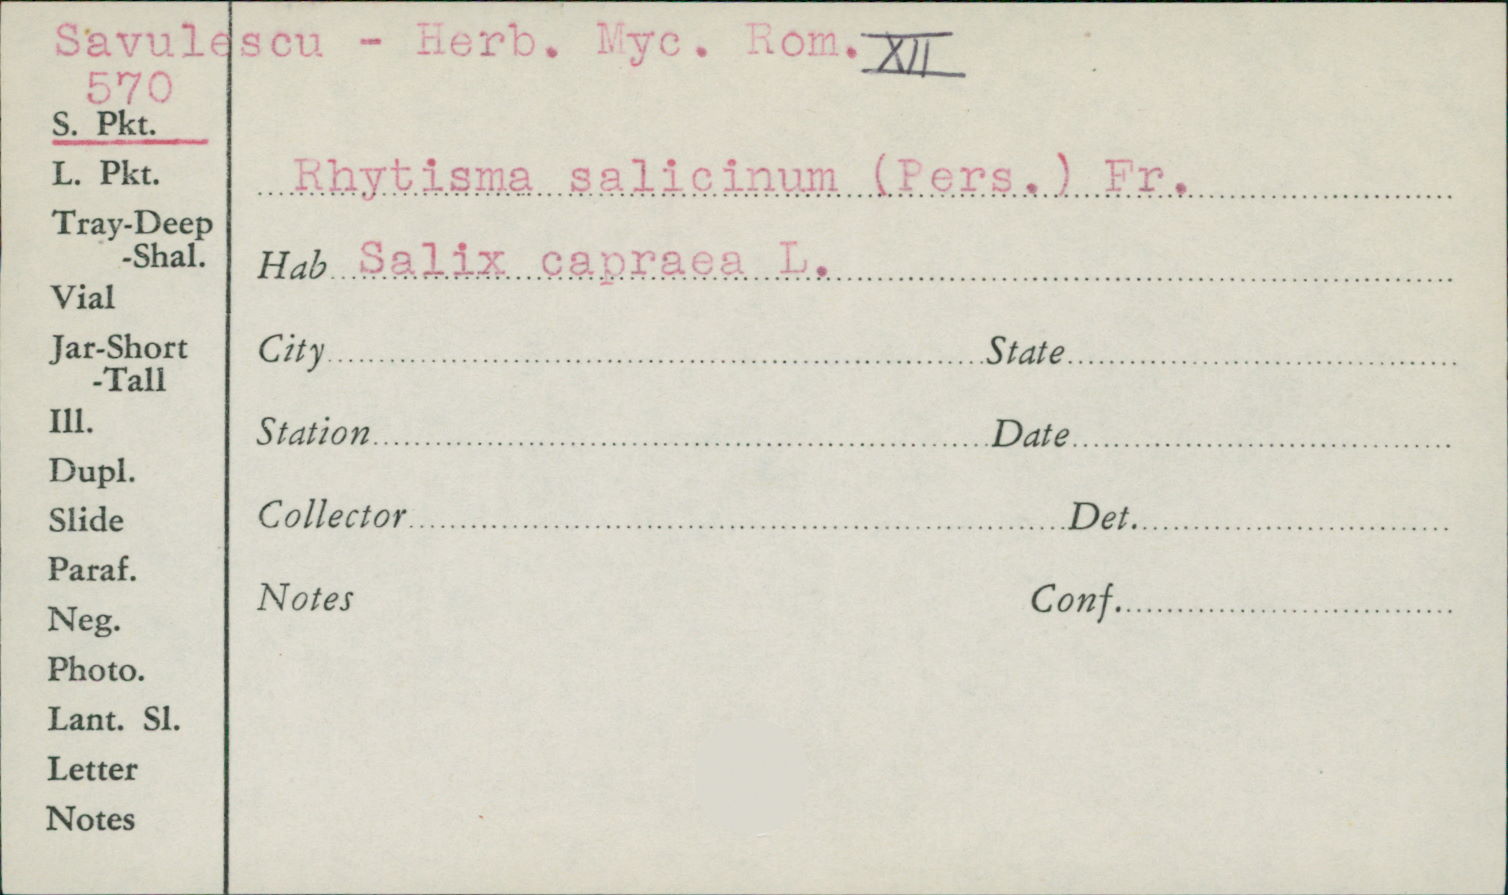 Savulescu - Herb. Myc. Rom. XII
570
S. Pkt.
L. Pkt.
Tray-Deep
-Shal.
Vial
Jar-Short
-Tall
Ill.
Dupl.
Slide
Paraf.
Neg.
Photo.
Lant. Sl.
Letter
Notes
Rhytisma salicinum (Pers.) Fr.
Hab Salix capraea L.
City State
Station Date
Collector Det.
Notes Conf.